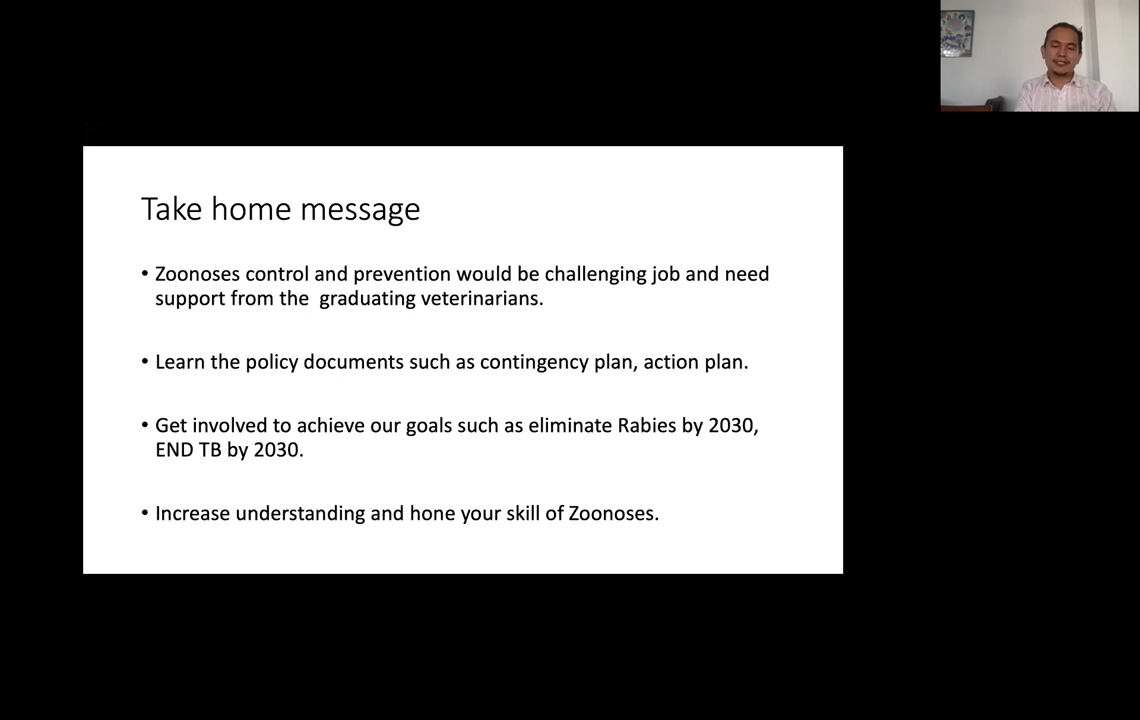 Take home message
• Zoonoses control and prevention would be challenging job and need
support from the  graduating veterinarians.
• Learn the policy documents such as contingency plan, action plan.
• Get involved to achieve our goals such as eliminate Rabies by 2030,
END TB by 2030.
• Increase understanding and hone your skill of Zoonoses.